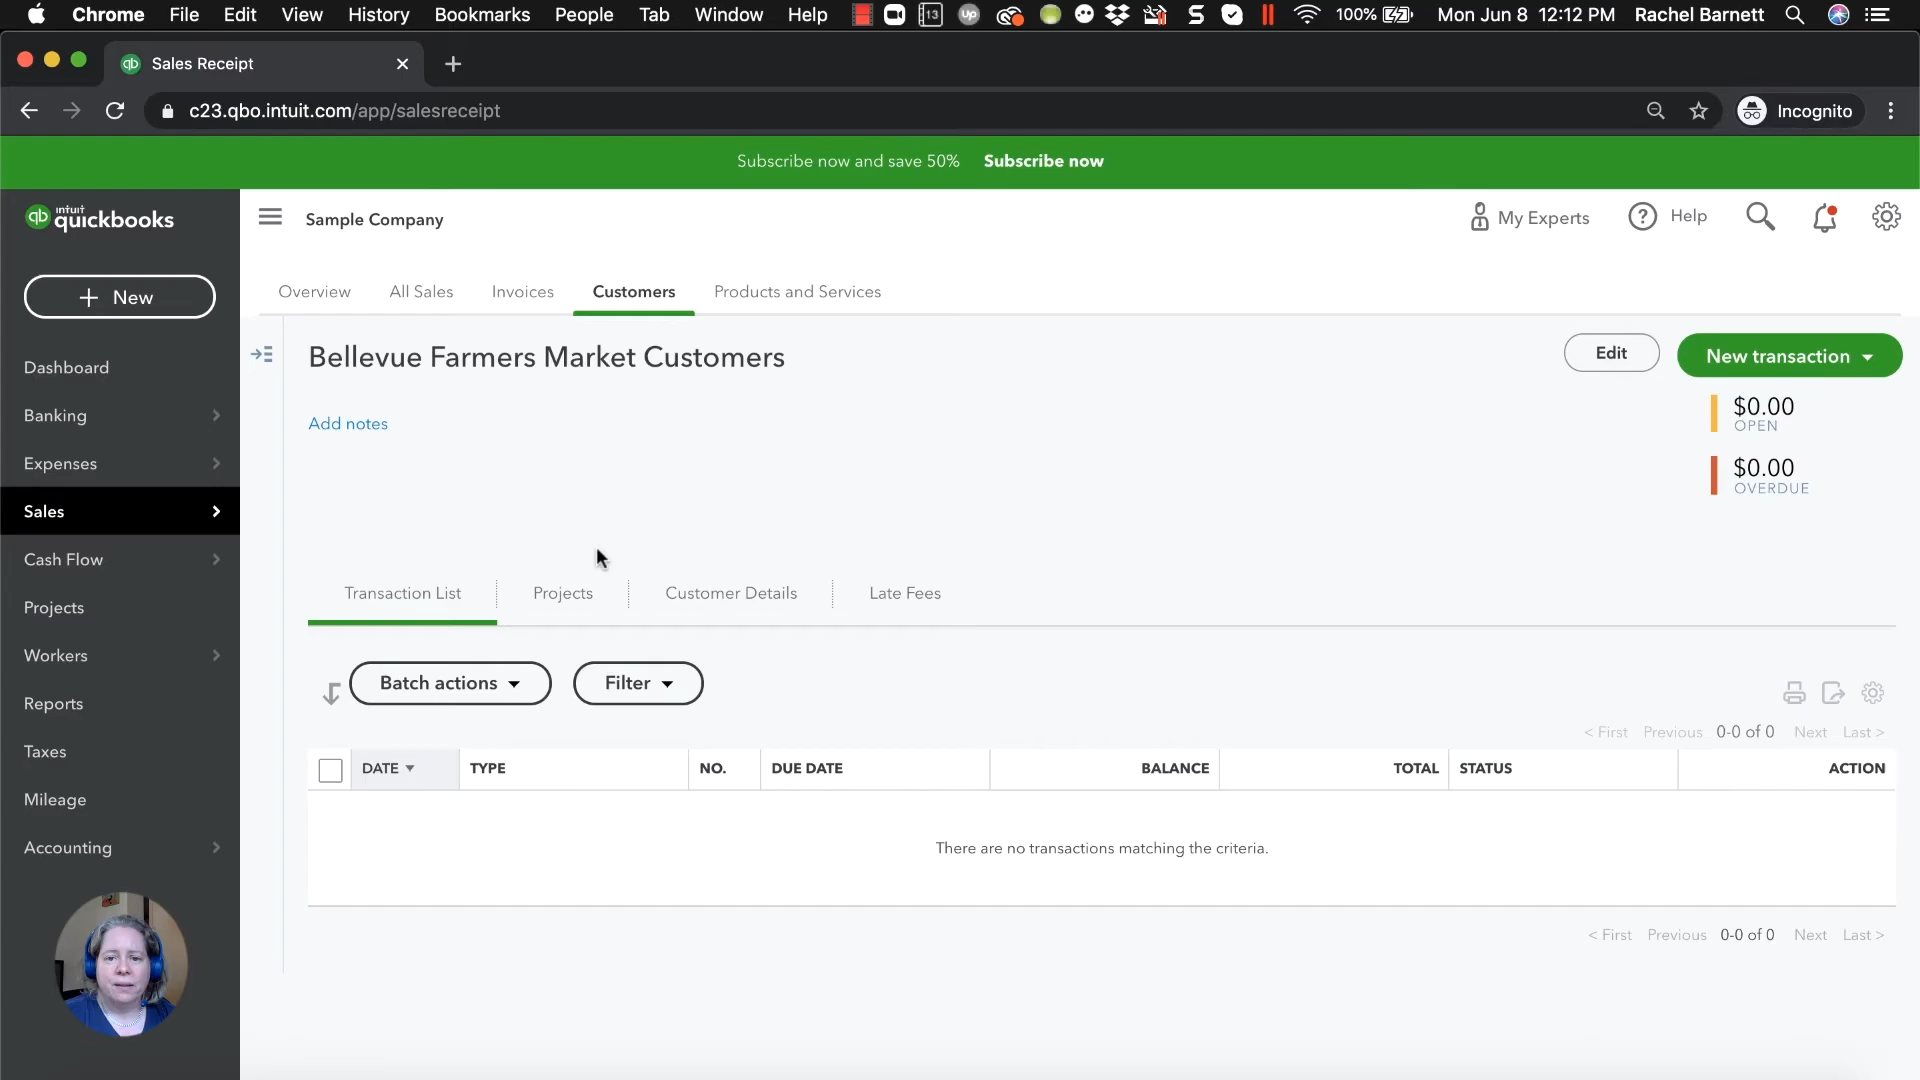 Chrome File Edit View History Bookmarks People Tab Window Help 13 up 100% Mon Jun 8 12:12 PM Rachel Barnett
qb Sales Receipt
c23.qbo.intuit.com/app/salesreceipt Incognito
Subscribe now and save 50% Subscribe now
qb intuit quickbooks
Sample Company My Experts ? Help
+ New
Overview All Sales Invoices Customers Products and Services
Bellevue Farmers Market Customers Edit New transaction
Add notes
$0.00
OPEN
$0.00
OVERDUE
Dashboard
Banking
Expenses
Sales
Cash Flow
Projects
Workers
Reports
Taxes
Mileage
Accounting
Transaction List Projects Customer Details Late Fees
Batch actions Filter
< First Previous 0-0 of 0 Next Last >
DATE TYPE NO. DUE DATE BALANCE TOTAL STATUS ACTION
There are no transactions matching the criteria.
< First Previous 0-0 of 0 Next Last >